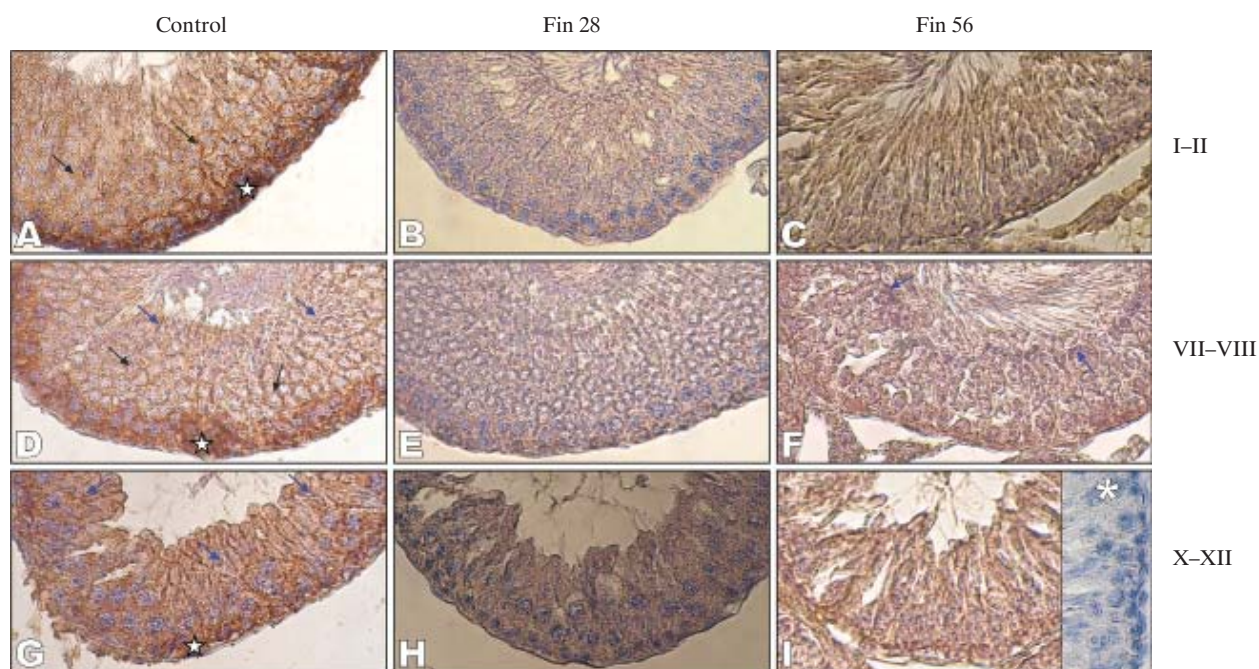 Control Fin 28 Fin 56
I–II
A B C
VII–VIII
D E F
*
X–XII
G H I